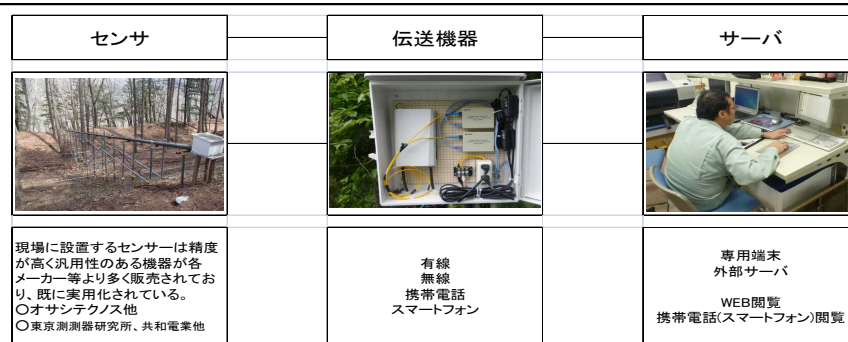 センサ
伝送機器
サーバ
現場に設置するセンサーは精度
が高く汎用性のある機器が各
メーカー等より多く販売されてお
り、既に実用化されている。
〇オサシテクノス他
〇東京測測器研究所、共和電業他
有線
無線
携帯電話
スマートフォン
専用端末
外部サーバ
WEB閲覧
携帯電話(スマートフォン)閲覧